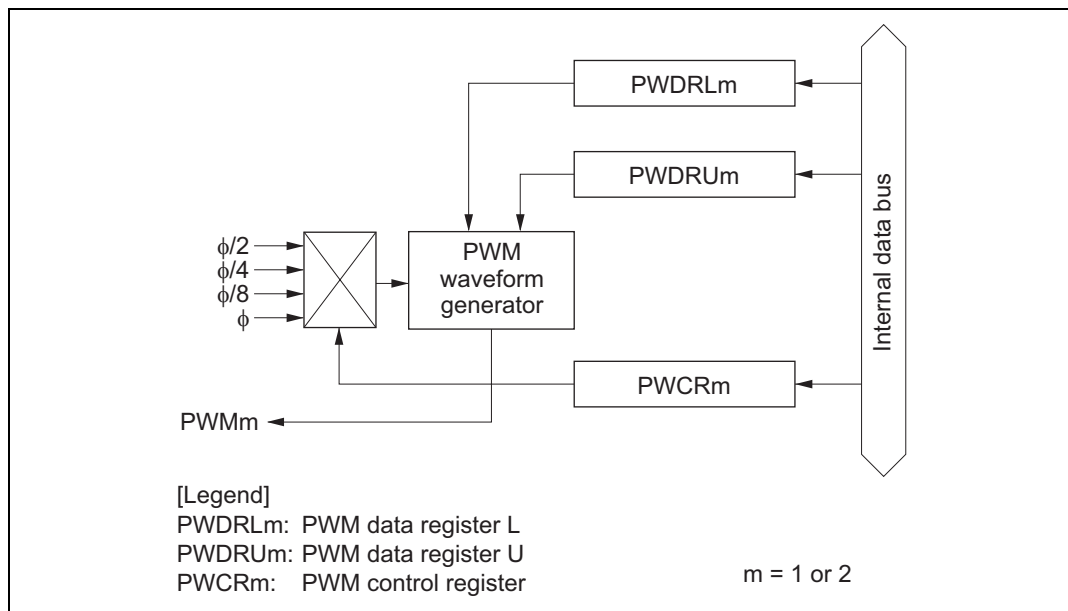 PWDRLm
PWDRUm
ϕ/2
ϕ/4
ϕ/8
ϕ
PWM
waveform
generator
Internal data bus
PWCRm
PWMm
[Legend]
PWDRLm: PWM data register L
PWDRUm: PWM data register U
PWCRm: PWM control register
m = 1 or 2